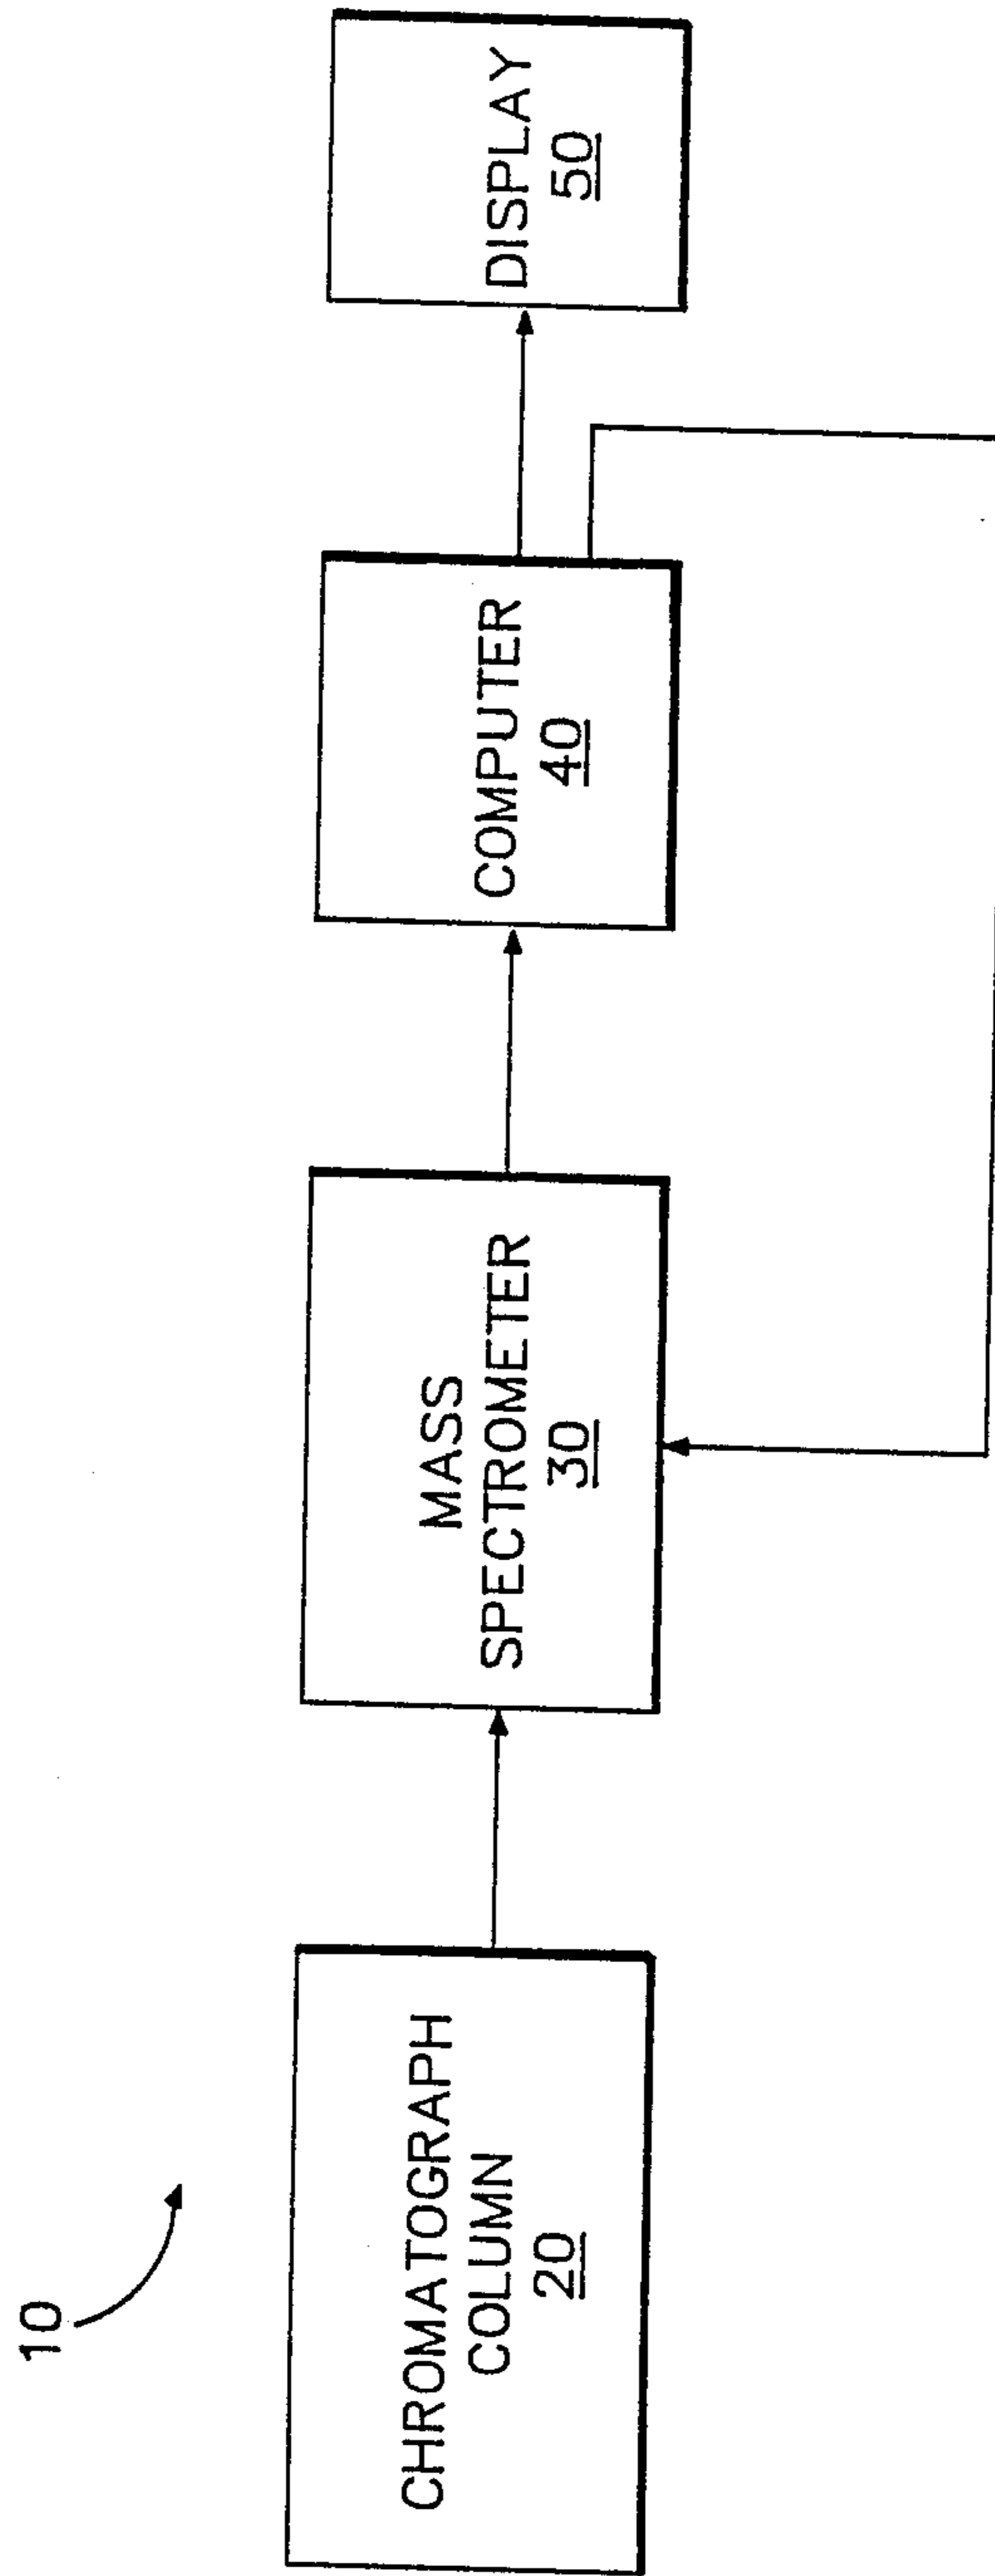 10
CHROMATOGRAPH
COLUMN
20
MASS
SPECTROMETER
30
COMPUTER
40
DISPLAY
50